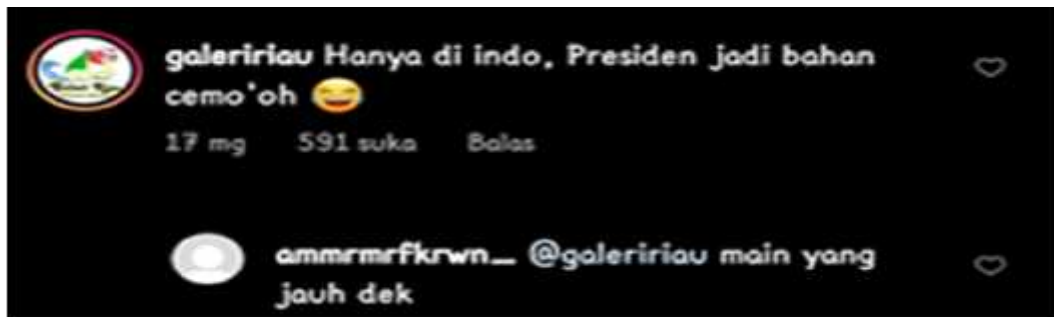 galeririau Hanya di indo, Presiden jadi bahan
cemo'oh 😆
17 mg 591 suka Balas
ammrmrfkrwn_ @galeririau main yang
jauh dek